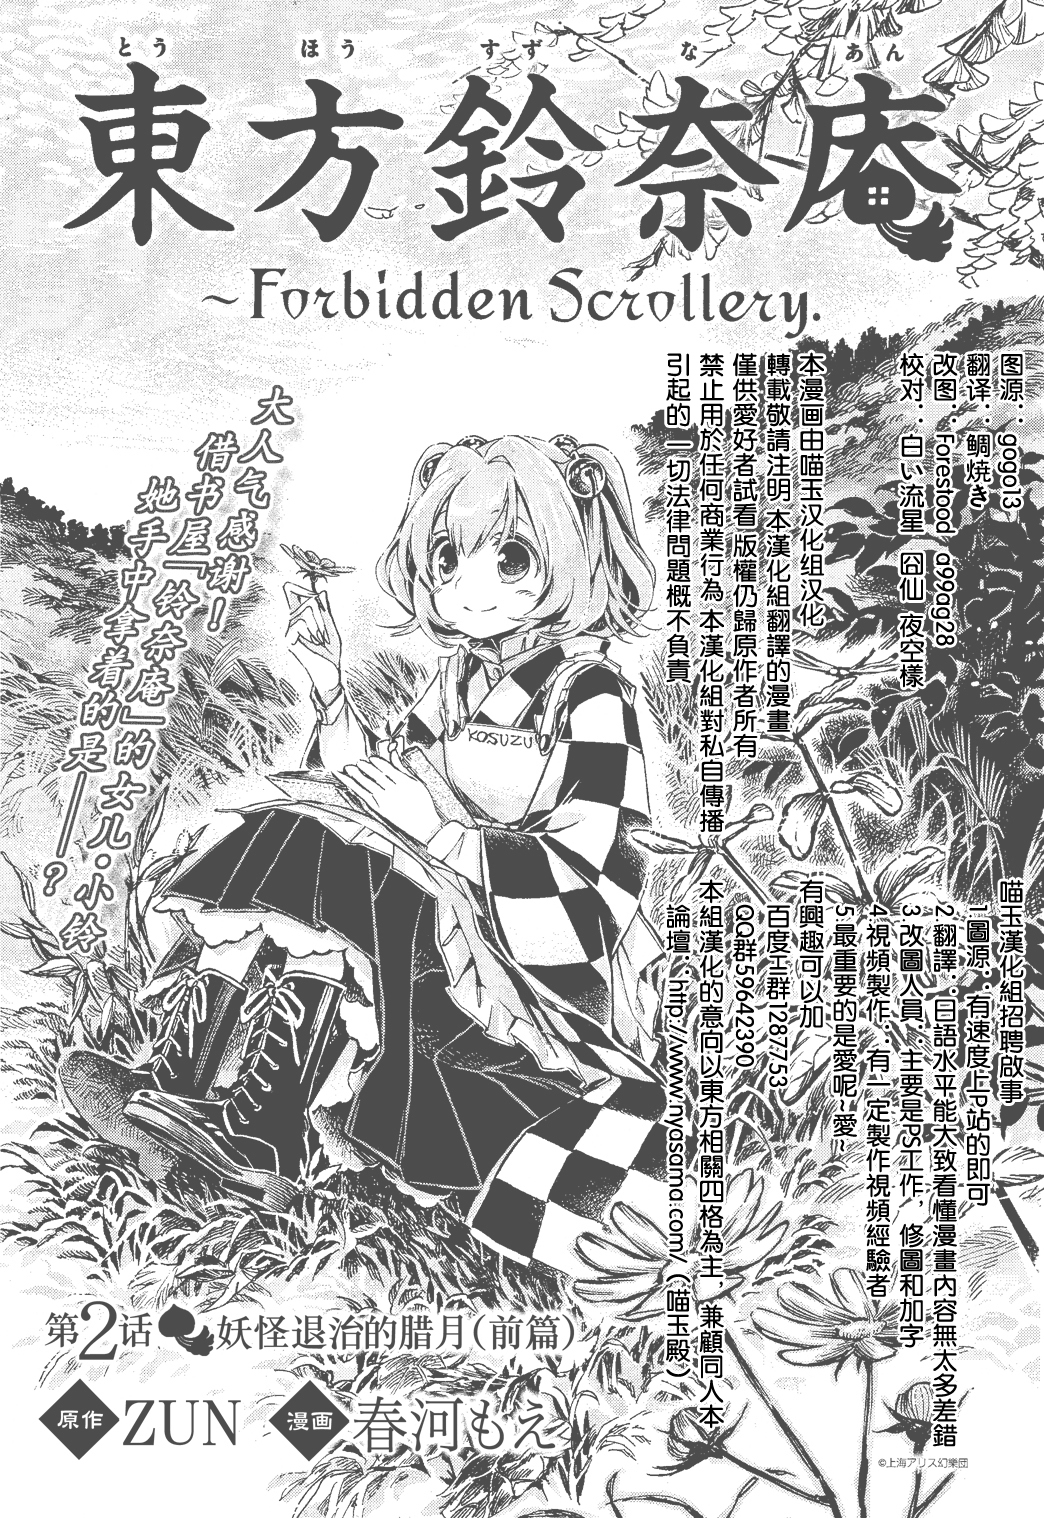 とう ほう すず な あん
東方鈴奈庵
~Forbidden Scrollery.
图源：gogo13
翻译：鲷焼き
改图：Forestood a99ag28
校对：白い流星 囧仙 夜空樣
本漫画由喵玉汉化组汉化
轉載敬請注明 本漢化組翻譯的漫畫
僅供愛好者試看 版權仍歸原作者所有
禁止用於任何商業行為 本漢化組對私自傳播
引起的一切法律問題概不負責
喵玉漢化組招聘啟事
1.圖源：有速度上P站的即可
2.翻譯：日語水平能大致看懂漫畫內容無太多差錯
3.改圖人員：主要是PS工作，修圖和加字
4.視頻製作：有一定製作視頻經驗者
5.最重要的是愛呢~愛~
有興趣可以加
百度Hi群1287753
QQ群59642390
本組漢化的意向以東方相關四格為主，兼顧同人本
論壇：http://www.nyasama.com/（喵玉殿）
大人气感谢！
借书屋「铃奈庵」的女儿·小铃
她手中拿着的是——？
KOSUZU
第2话 妖怪退治的腊月（前篇）
原作 ZUN 漫画 春河もえ
©上海アリス幻樂団